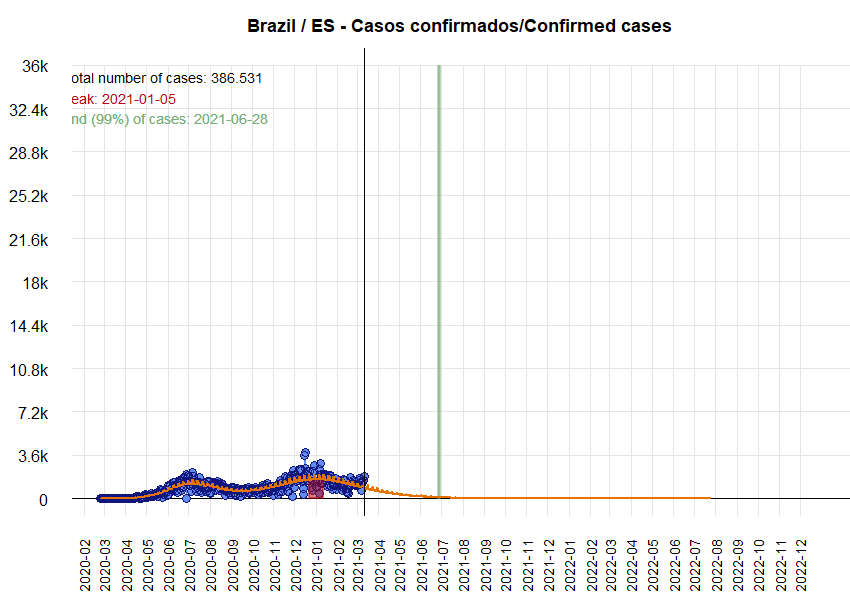 Brazil / ES - Casos confirmados/Confirmed cases
36k
32.4k
28.8k
25.2k
21.6k
18k
14.4k
10.8k
7.2k
3.6k
0
otal number of cases: 386.531
eak: 2021-01-05
nd (99%) of cases: 2021-06-28
2020-02
2020-03
2020-04
2020-05
2020-06
2020-07
2020-08
2020-09
2020-10
2020-11
2020-12
2021-01
2021-02
2021-03
2021-04
2021-05
2021-06
2021-07
2021-08
2021-09
2021-10
2021-11
2021-12
2022-01
2022-02
2022-03
2022-04
2022-05
2022-06
2022-07
2022-08
2022-09
2022-10
2022-11
2022-12